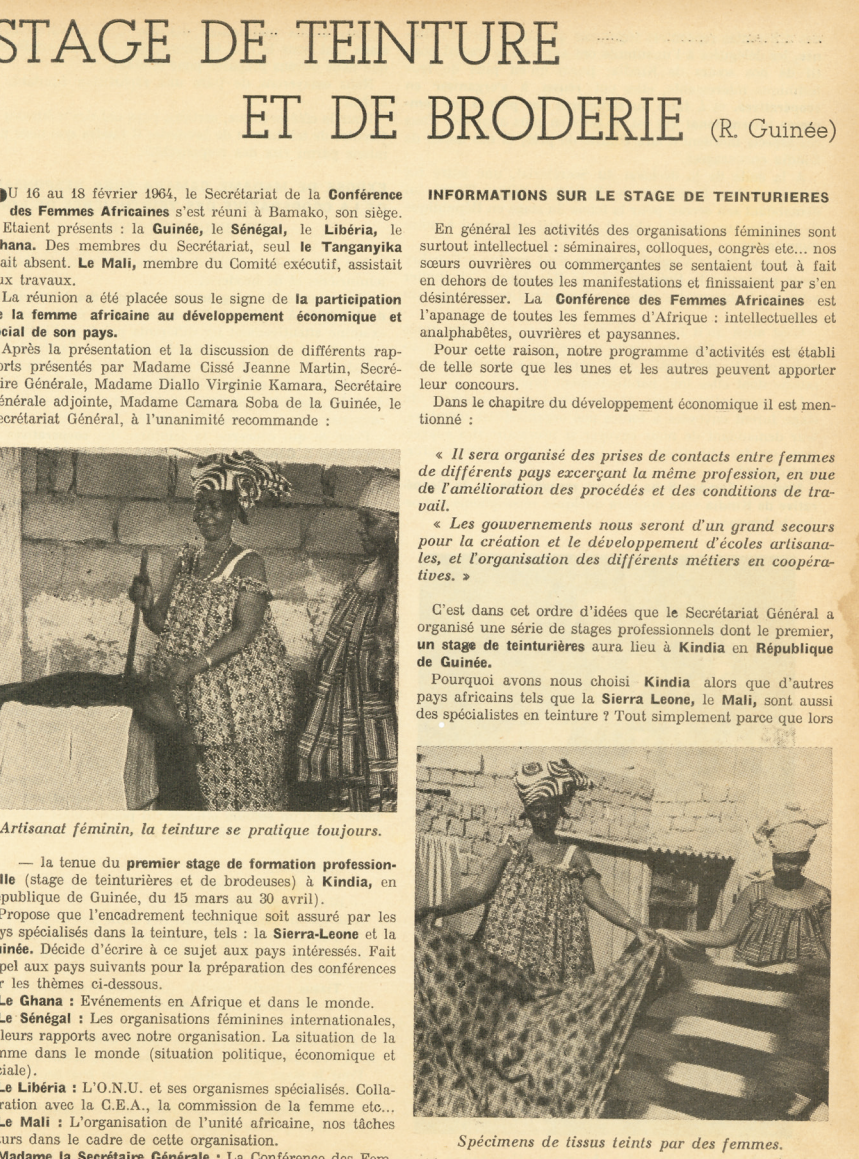 STAGE DE TEINTURE
ET DE BRODERIE (R. Guinée)
DU 16 au 18 février 1964, le Secrétariat de la Conférence
des Femmes Africaines s'est réuni à Bamako, son siège.
Etaient présents : la Guinée, le Sénégal, le Libéria, le
hana. Des membres du Secrétariat, seul le Tanganyika
ait absent. Le Mali, membre du Comité exécutif, assistait
ux travaux.
La réunion a été placée sous le signe de la participation
e la femme africaine au développement économique et
cial de son pays.
Après la présentation et la discussion de différents rap-
orts présentés par Madame Cissé Jeanne Martin, Secré-
ire Générale, Madame Diallo Virginie Kamara, Secrétaire
énérale adjointe, Madame Camara Soba de la Guinée, le
ecrétariat Général, à l'unanimité recommande :
Artisanat féminin, la teinture se pratique toujours.
— la tenue du premier stage de formation profession-
lle (stage de teinturières et de brodeuses) à Kindia, en
publique de Guinée, du 15 mars au 30 avril).
Propose que l'encadrement technique soit assuré par les
ys spécialisés dans la teinture, tels : la Sierra-Leone et la
uinée. Décide d'écrire à ce sujet aux pays intéressés. Fait
pel aux pays suivants pour la préparation des conférences
r les thèmes ci-dessous.
Le Ghana : Evénements en Afrique et dans le monde.
Le Sénégal : Les organisations féminines internationales,
leurs rapports avec notre organisation. La situation de la
mme dans le monde (situation politique, économique et
ciale).
Le Libéria : L'O.N.U. et ses organismes spécialisés. Colla-
ration avec la C.E.A., la commission de la femme etc...
Le Mali : L'organisation de l'unité africaine, nos tâches
urs dans le cadre de cette organisation.
Madame la Secrétaire Générale : La Conférence des Fem-
INFORMATIONS SUR LE STAGE DE TEINTURIERES
En général les activités des organisations féminines sont
surtout intellectuel : séminaires, colloques, congrès etc... nos
sœurs ouvrières ou commerçantes se sentaient tout à fait
en dehors de toutes les manifestations et finissaient par s'en
désintéresser. La Conférence des Femmes Africaines est
l'apanage de toutes les femmes d'Afrique : intellectuelles et
analphabètes, ouvrières et paysannes.
Pour cette raison, notre programme d'activités est établi
de telle sorte que les unes et les autres peuvent apporter
leur concours.
Dans le chapitre du développement économique il est men-
tionné :
« Il sera organisé des prises de contacts entre femmes
de différents pays excerçant la même profession, en vue
de l'amélioration des procédés et des conditions de tra-
vail.
« Les gouvernements nous seront d'un grand secours
pour la création et le développement d'écoles artisana-
les, et l'organisation des différents métiers en coopéra-
tives. »
C'est dans cet ordre d'idées que le Secrétariat Général a
organisé une série de stages professionnels dont le premier,
un stage de teinturières aura lieu à Kindia en République
de Guinée.
Pourquoi avons nous choisi Kindia alors que d'autres
pays africains tels que la Sierra Leone, le Mali, sont aussi
des spécialistes en teinture ? Tout simplement parce que lors
Spécimens de tissus teints par des femmes.